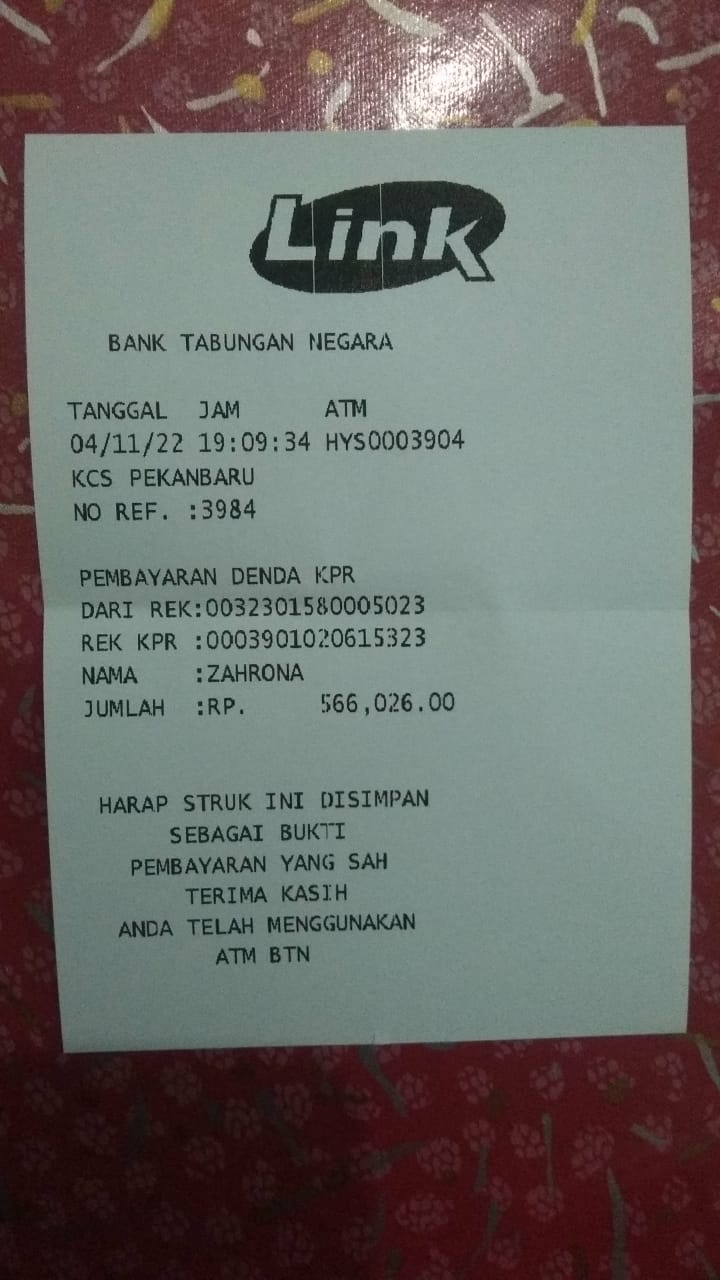 Link
BANK TABUNGAN NEGARA
TANGGAL JAM ATM
04/11/22 19:09:34 HYS0003904
KCS PEKANBARU
NO REF. :3984
PEMBAYARAN DENDA KPR
DARI REK:0032301580005023
REK KPR :0003901020615323
NAMA :ZAHRONA
JUMLAH :RP. 566,026.00
HARAP STRUK INI DISIMPAN
SEBAGAI BUKTI
PEMBAYARAN YANG SAH
TERIMA KASIH
ANDA TELAH MENGGUNAKAN
ATM BTN